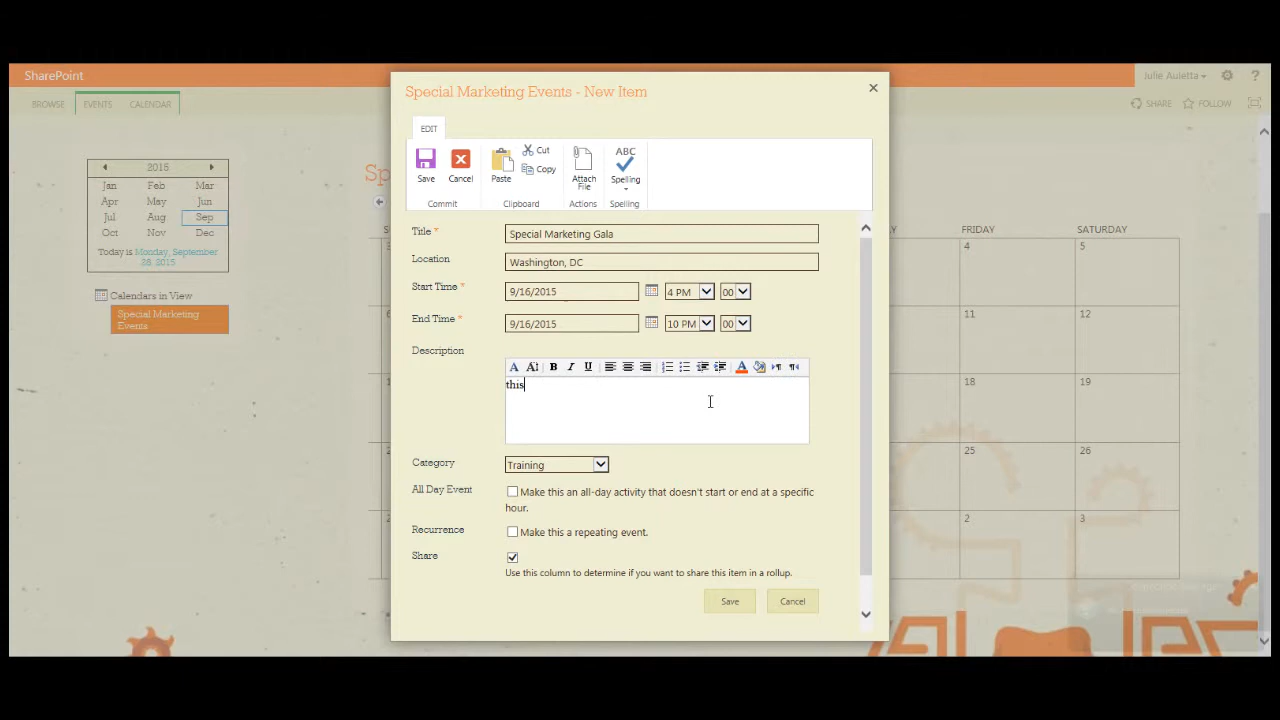 SharePoint
Julie Auletta
?
BROWSE EVENTS CALENDAR
SHARE FOLLOW
2015
Jan Feb Mar
Apr May Jun
Jul Aug Sep
Oct Nov Dec
Today is Monday, September
28, 2015
Calendars in View
Special Marketing
Events
Sp
Special Marketing Events - New Item
EDIT
Save
Cancel
Commit
Paste
Cut
Copy
Clipboard
Attach
File
Actions
ABC
Spelling
Spelling
Title *
Special Marketing Gala
Location
Washington, DC
Start Time *
9/16/2015 4 PM 00
End Time *
9/16/2015 10 PM 00
Description
this
Category
Training
All Day Event
Make this an all-day activity that doesn't start or end at a specific
hour.
Recurrence
Make this a repeating event.
Share
Use this column to determine if you want to share this item in a rollup.
Save Cancel
FRIDAY SATURDAY
4 5
11 12
18 19
25 26
2 3